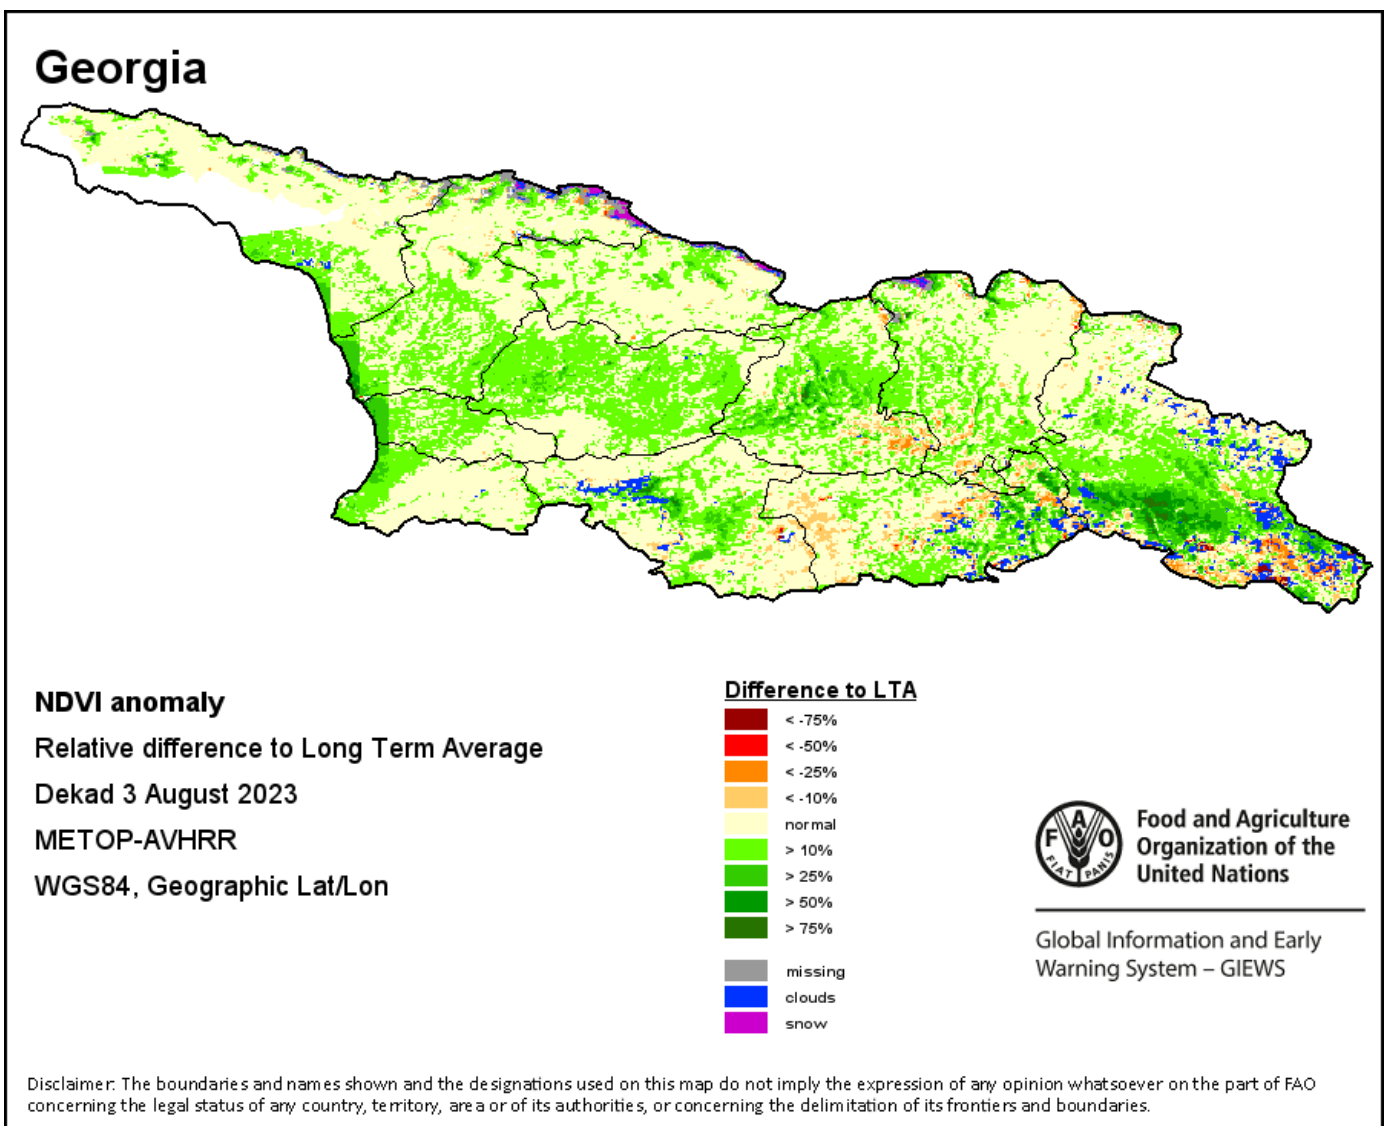 Georgia
NDVI anomaly
Relative difference to Long Term Average
Dekad 3 August 2023
METOP-AVHRR
WGS84, Geographic Lat/Lon
Difference to LTA
< -75%
< -50%
< -25%
< -10%
normal
> 10%
> 25%
> 50%
> 75%
missing
clouds
snow
F A O
FIAT PANIS
Food and Agriculture
Organization of the
United Nations
Global Information and Early
Warning System – GIEWS
Disclaimer: The boundaries and names shown and the designations used on this map do not imply the expression of any opinion whatsoever on the part of FAO
concerning the legal status of any country, territory, area or of its authorities, or concerning the delimitation of its frontiers and boundaries.